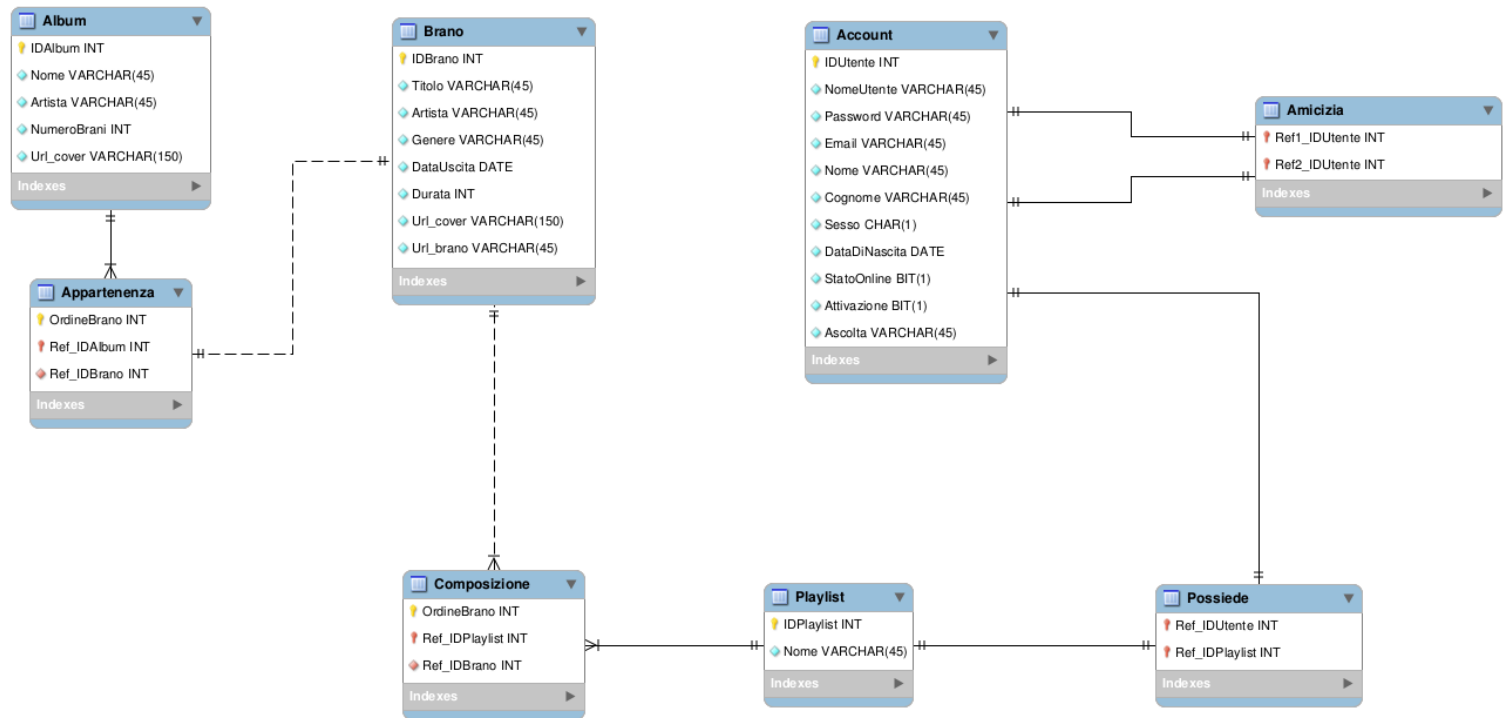 Album
IDAlbum INT
Nome VARCHAR(45)
Artista VARCHAR(45)
NumeroBrani INT
Url_cover VARCHAR(150)
Indexes
Brano
IDBrano INT
Titolo VARCHAR(45)
Artista VARCHAR(45)
Genere VARCHAR(45)
DataUscita DATE
Durata INT
Url_cover VARCHAR(150)
Url_brano VARCHAR(45)
Indexes
Account
IDUtente INT
NomeUtente VARCHAR(45)
Password VARCHAR(45)
Email VARCHAR(45)
Nome VARCHAR(45)
Cognome VARCHAR(45)
Sesso CHAR(1)
DataDiNascita DATE
StatoOnline BIT(1)
Attivazione BIT(1)
Ascolta VARCHAR(45)
Indexes
Amicizia
Ref1_IDUtente INT
Ref2_IDUtente INT
Indexes
Appartenenza
OrdineBrano INT
Ref_IDAlbum INT
Ref_IDBrano INT
Indexes
Composizione
OrdineBrano INT
Ref_IDPlaylist INT
Ref_IDBrano INT
Indexes
Playlist
IDPlaylist INT
Nome VARCHAR(45)
Indexes
Possiede
Ref_IDUtente INT
Ref_IDPlaylist INT
Indexes